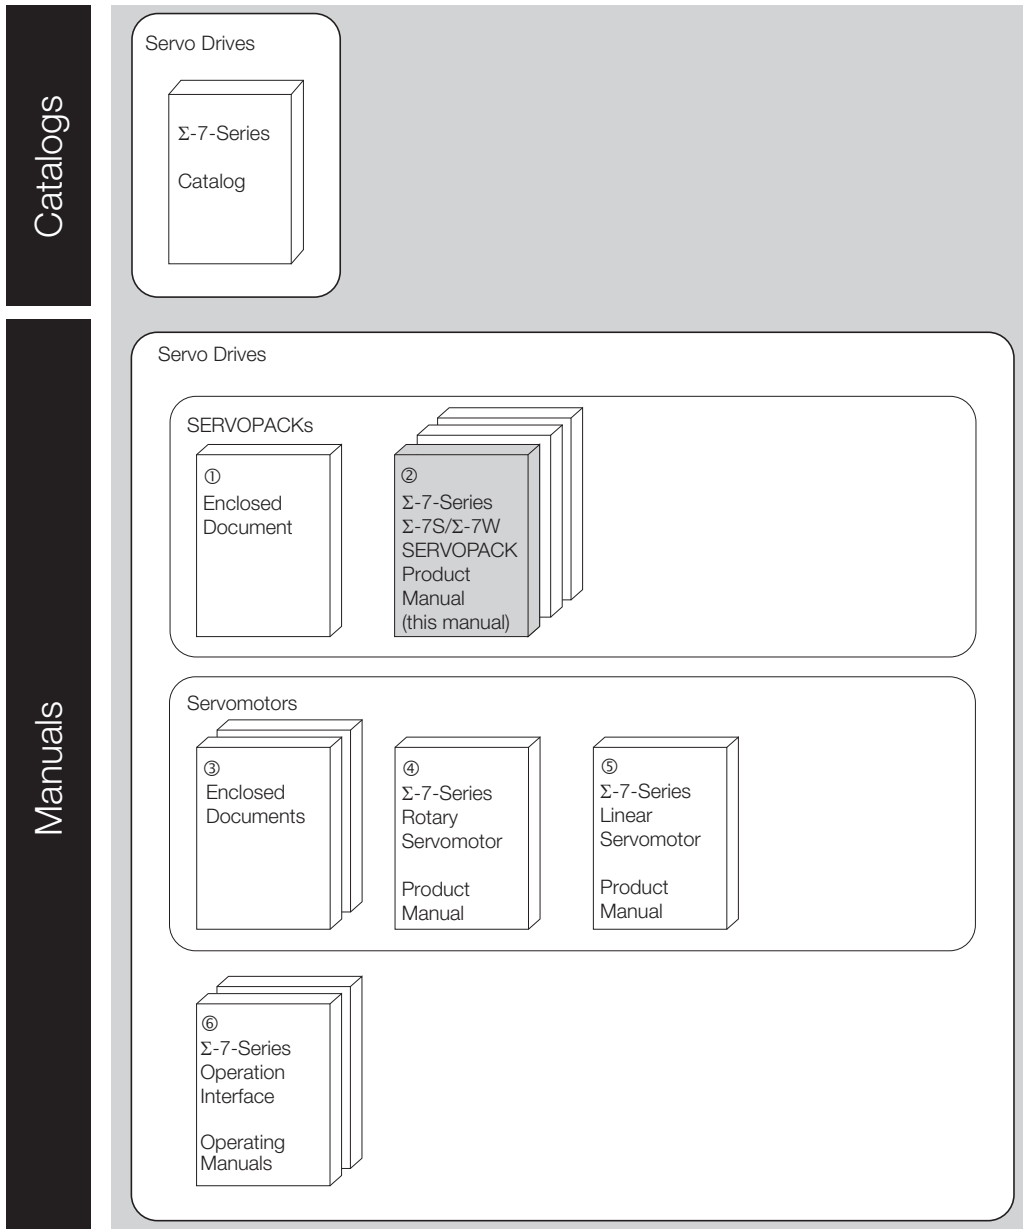 Catalogs
Servo Drives
Σ-7-Series
Catalog
Manuals
Servo Drives
SERVOPACKs
①
Enclosed
Document
②
Σ-7-Series
Σ-7S/Σ-7W
SERVOPACK
Product
Manual
(this manual)
Servomotors
③
Enclosed
Documents
④
Σ-7-Series
Rotary
Servomotor
Product
Manual
⑤
Σ-7-Series
Linear
Servomotor
Product
Manual
⑥
Σ-7-Series
Operation
Interface
Operating
Manuals